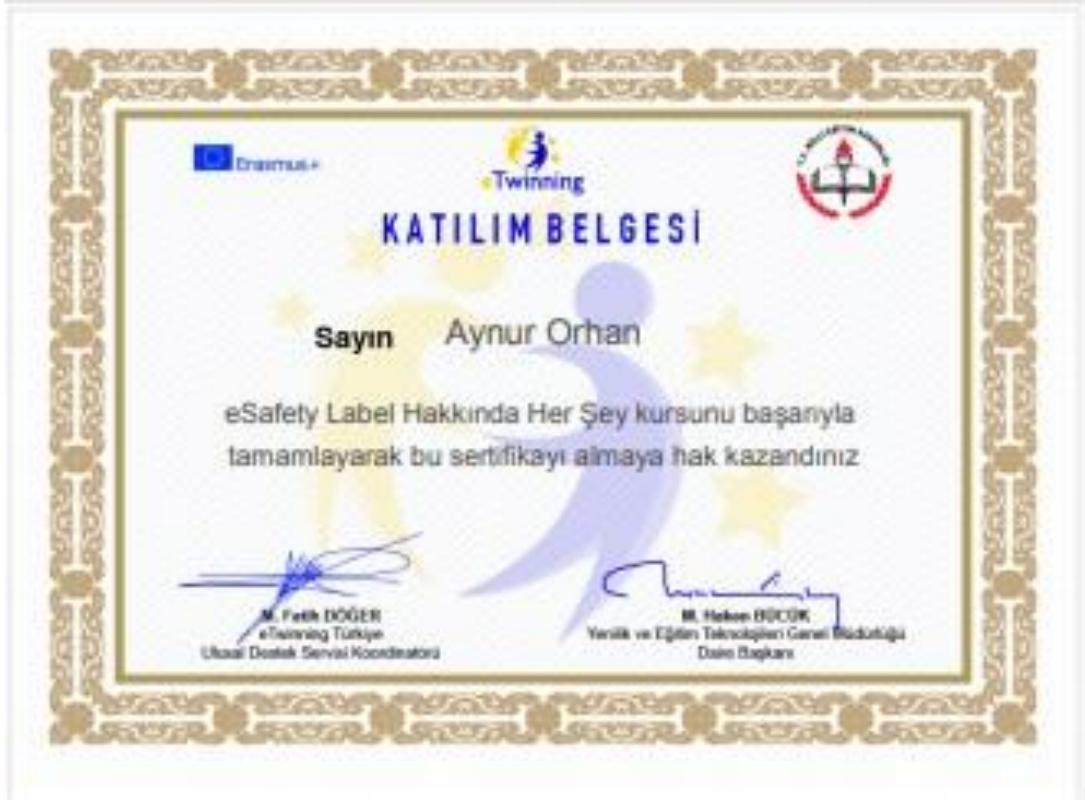 Erasmus+
eTwinning
KATILIM BELGESİ
Sayın Aynur Orhan
eSafety Label Hakkında Her Şey kursunu başarıyla
tamamlayarak bu sertifikayı almaya hak kazandınız
M. Fatih DÖĞER
eTwinning Türkiye
Ulusal Destek Servisi Koordinatörü
M. Hakan BÜCÜK
Yenilik ve Eğitim Teknolojileri Genel Müdürlüğü
Daire Başkanı